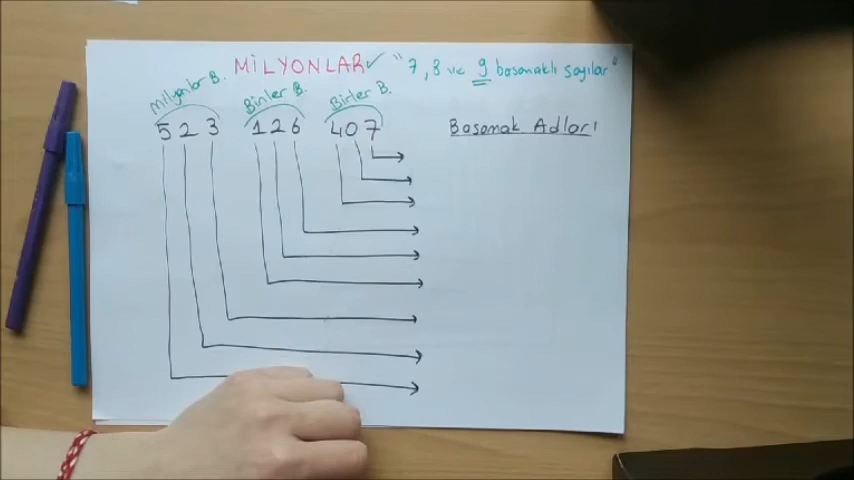 MİLYONLAR ✓ "7, 8 ve 9 basamaklı sayılar"
Milyonlar B. Binler B. Birler B.
523 126 407
Basamak Adları